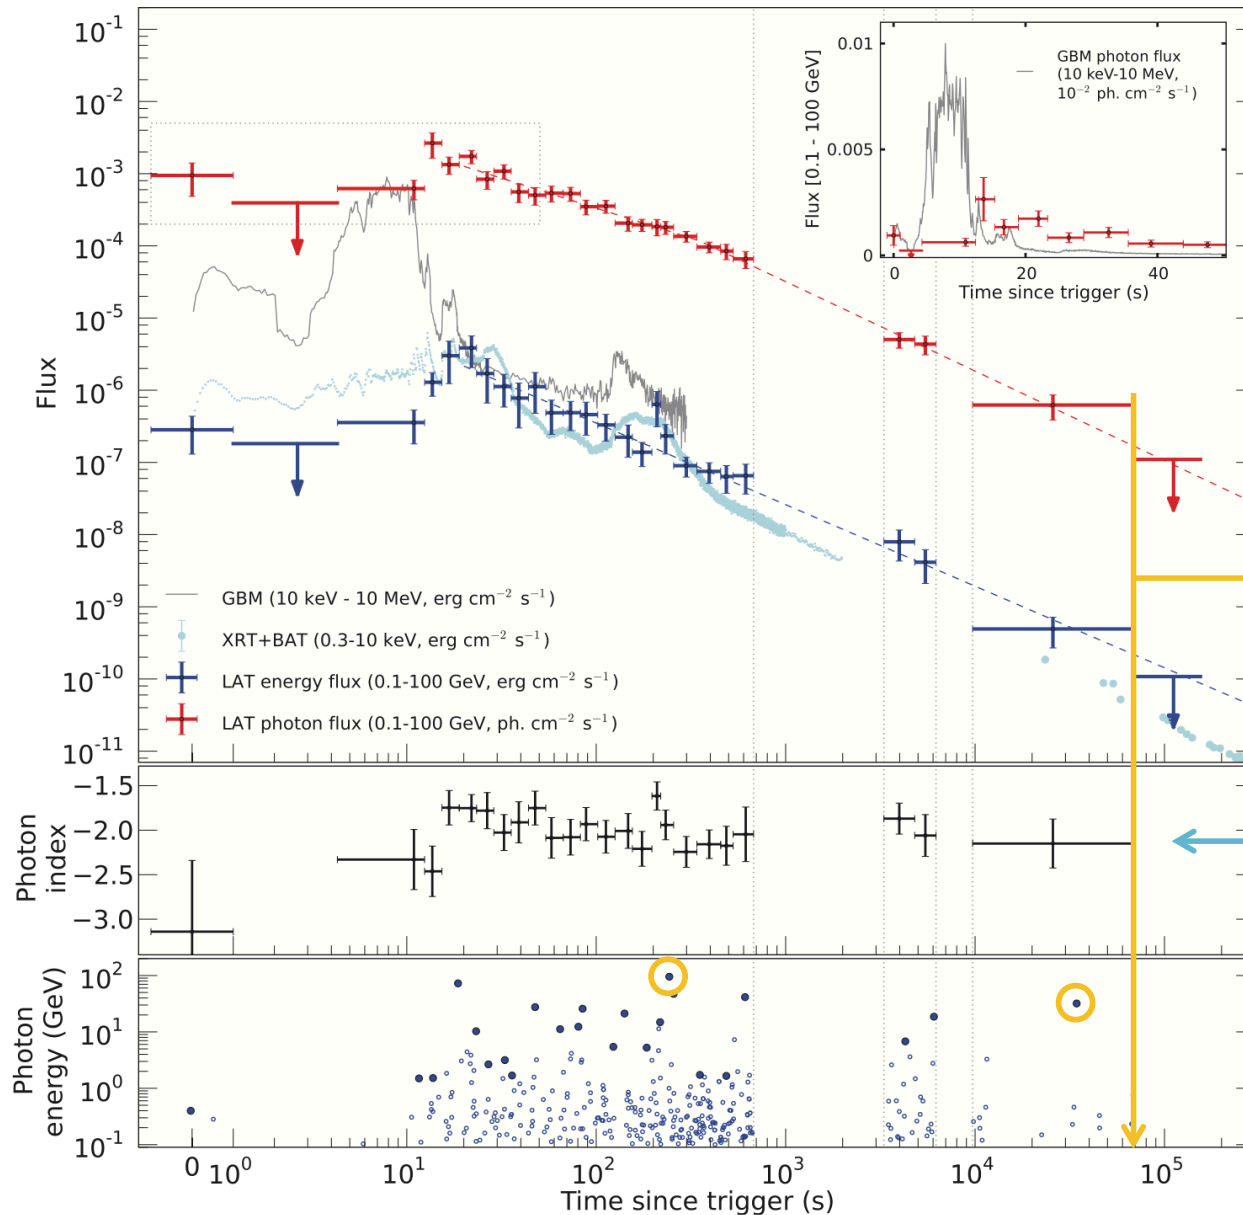 10⁻¹
10⁻²
10⁻³
10⁻⁴
10⁻⁵
10⁻⁶
10⁻⁷
10⁻⁸
10⁻⁹
10⁻¹⁰
10⁻¹¹
Flux
0.01
0.005
0
Flux [0.1 - 100 GeV]
GBM photon flux
(10 keV-10 MeV,
10⁻² ph. cm⁻² s⁻¹)
0 20 40
Time since trigger (s)
GBM (10 keV - 10 MeV, erg cm⁻² s⁻¹)
XRT+BAT (0.3-10 keV, erg cm⁻² s⁻¹)
LAT energy flux (0.1-100 GeV, erg cm⁻² s⁻¹)
LAT photon flux (0.1-100 GeV, ph. cm⁻² s⁻¹)
−1.5
−2.0
−2.5
−3.0
Photon
index
10²
10¹
10⁰
10⁻¹
Photon
energy (GeV)
0 10⁰ 10¹ 10² 10³ 10⁴ 10⁵
Time since trigger (s)